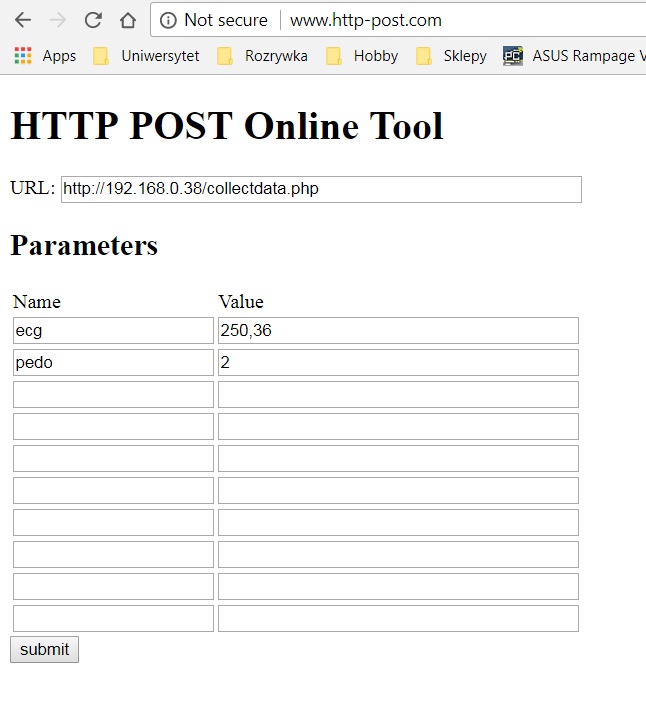 Not secure www.http-post.com
Apps Uniwersytet Rozrywka Hobby Sklepy ASUS Rampage V
HTTP POST Online Tool
URL: http://192.168.0.38/collectdata.php
Parameters
Name Value
ecg 250,36
pedo 2
submit